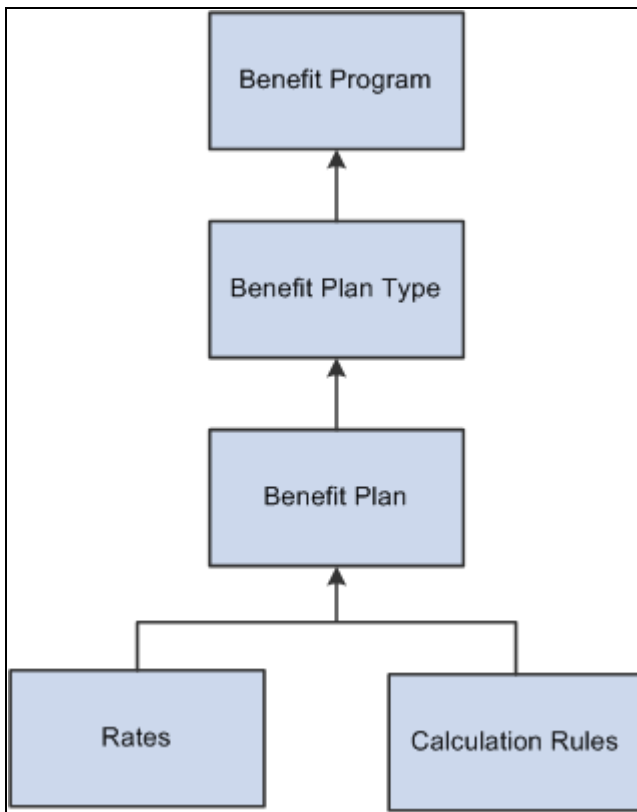 Benefit Program
Benefit Plan Type
Benefit Plan
Rates
Calculation Rules